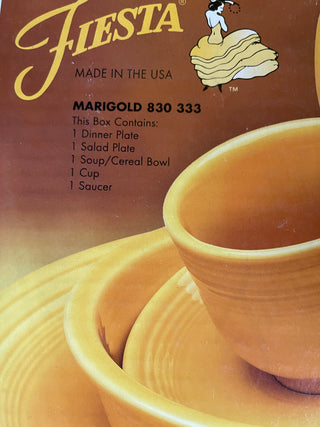 FIESTA®
MADE IN THE USA
TM
MARIGOLD 830 333
This Box Contains:
1 Dinner Plate
1 Salad Plate
1 Soup/Cereal Bowl
1 Cup
1 Saucer